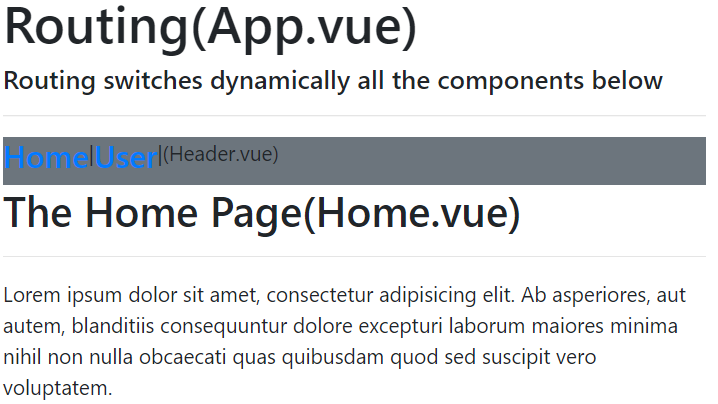 Routing(App.vue)
Routing switches dynamically all the components below
Home|User|(Header.vue)
The Home Page(Home.vue)
Lorem ipsum dolor sit amet, consectetur adipisicing elit. Ab asperiores, aut
autem, blanditiis consequuntur dolore excepturi laborum maiores minima
nihil non nulla obcaecati quas quibusdam quod sed suscipit vero
voluptatem.